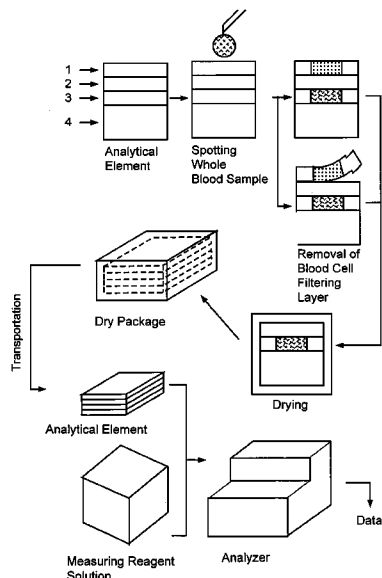 1
2
3
4
Analytical
Element
Spotting
Whole
Blood Sample
Removal of
Blood Cell
Filtering
Layer
Dry Package
Drying
Transportation
Analytical Element
Measuring Reagent
Solution
Analyzer
Data